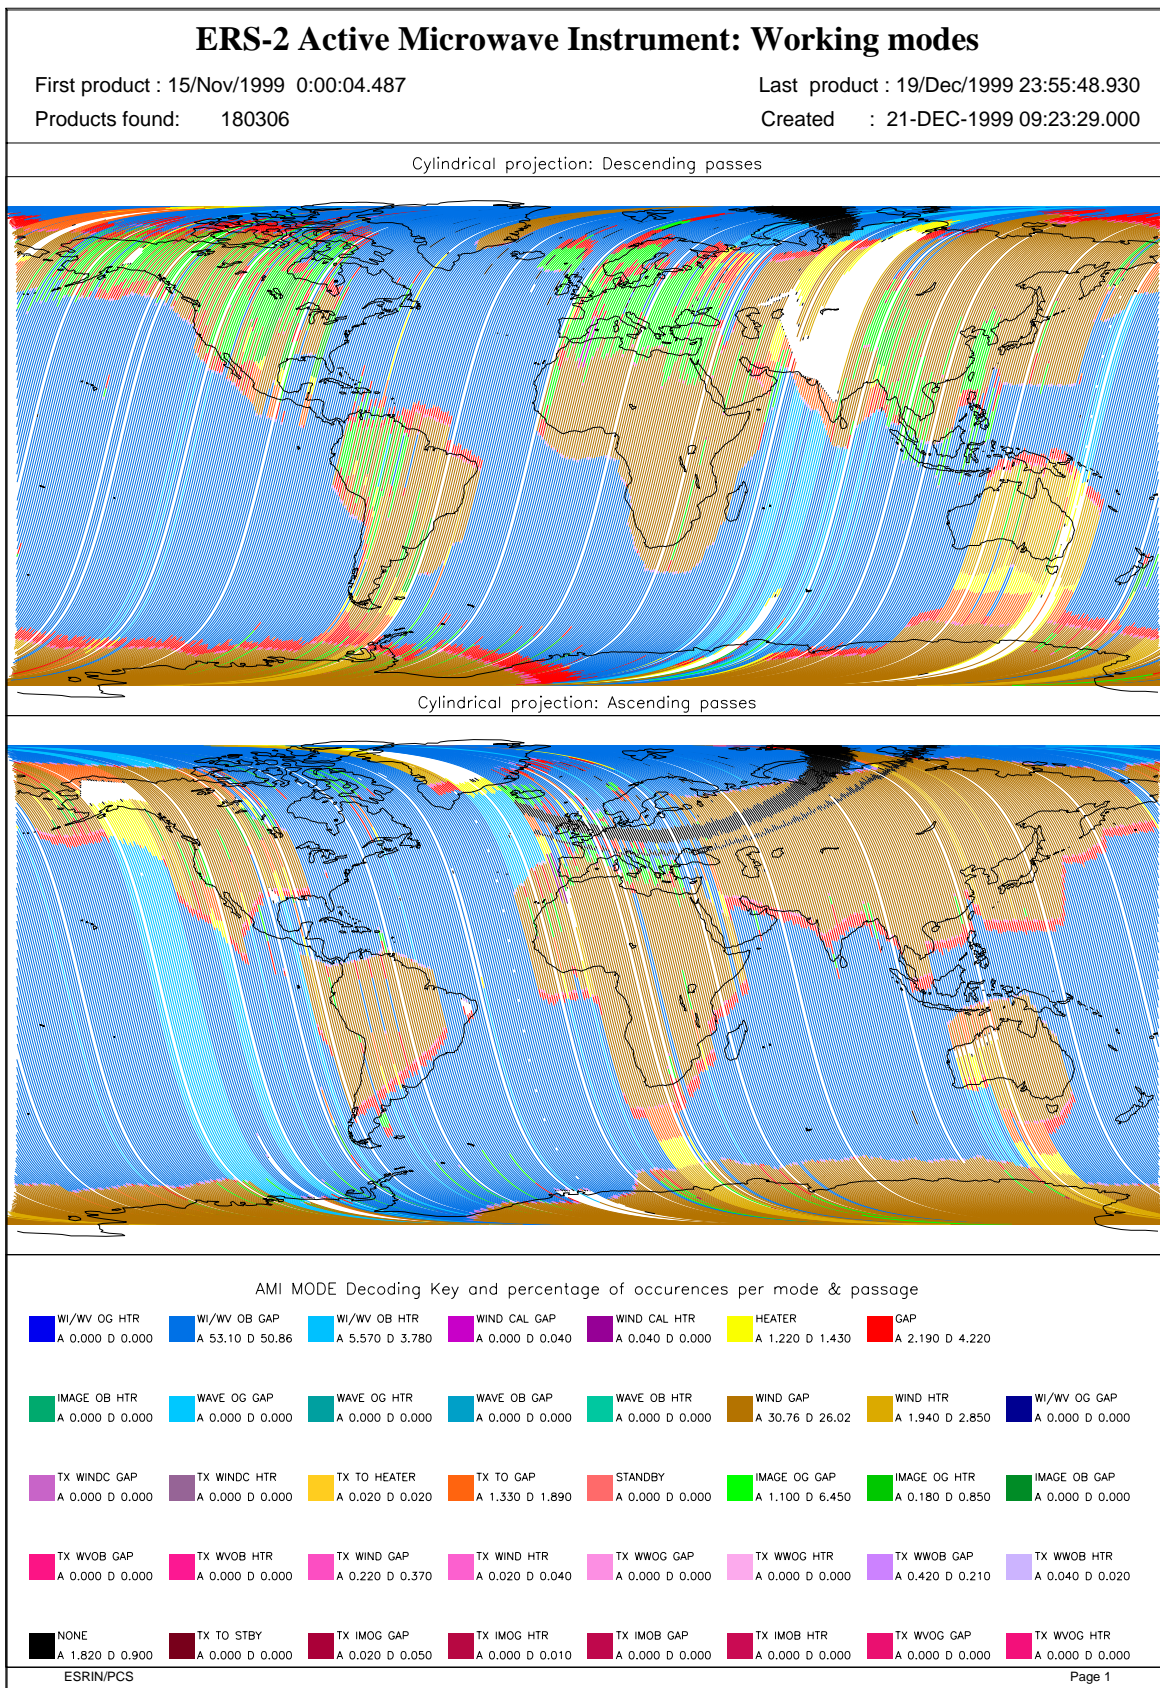 ERS-2 Active Microwave Instrument: Working modes
First product : 15/Nov/1999 0:00:04.487 Last product : 19/Dec/1999 23:55:48.930
Products found: 180306 Created : 21-DEC-1999 09:23:29.000
Cylindrical projection: Descending passes
Cylindrical projection: Ascending passes
AMI MODE Decoding Key and percentage of occurences per mode & passage
WI/WV OG HTR WI/WV OB GAP WI/WV OB HTR WIND CAL GAP WIND CAL HTR HEATER GAP
A 0.000 D 0.000 A 53.10 D 50.86 A 5.570 D 3.780 A 0.000 D 0.040 A 0.040 D 0.000 A 1.220 D 1.430 A 2.190 D 4.220
IMAGE OB HTR WAVE OG GAP WAVE OG HTR WAVE OB GAP WAVE OB HTR WIND GAP WIND HTR WI/WV OG GAP
A 0.000 D 0.000 A 0.000 D 0.000 A 0.000 D 0.000 A 0.000 D 0.000 A 0.000 D 0.000 A 30.76 D 26.02 A 1.940 D 2.850 A 0.000 D 0.000
TX WINDC GAP TX WINDC HTR TX TO HEATER TX TO GAP STANDBY IMAGE OG GAP IMAGE OG HTR IMAGE OB GAP
A 0.000 D 0.000 A 0.000 D 0.000 A 0.020 D 0.020 A 1.330 D 1.890 A 0.000 D 0.000 A 1.100 D 6.450 A 0.180 D 0.850 A 0.000 D 0.000
TX WVOB GAP TX WVOB HTR TX WIND GAP TX WIND HTR TX WWOG GAP TX WWOG HTR TX WWOB GAP TX WWOB HTR
A 0.000 D 0.000 A 0.000 D 0.000 A 0.220 D 0.370 A 0.020 D 0.040 A 0.000 D 0.000 A 0.000 D 0.000 A 0.420 D 0.210 A 0.040 D 0.020
NONE TX TO STBY TX IMOG GAP TX IMOG HTR TX IMOB GAP TX IMOB HTR TX WVOG GAP TX WVOG HTR
A 1.820 D 0.900 A 0.000 D 0.000 A 0.020 D 0.050 A 0.000 D 0.010 A 0.000 D 0.000 A 0.000 D 0.000 A 0.000 D 0.000 A 0.000 D 0.000
ESRIN/PCS Page 1